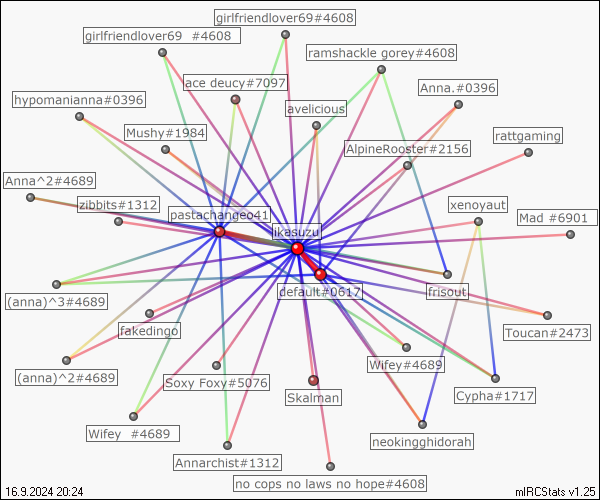 girlfriendlover69#4608
girlfriendlover69  #4608
ramshackle gorey#4608
lace deucy#7097
Anna.#0396
hypomanianna#0396
avelicious
Mushy#1984
rattgaming
AlpineRooster#2156
Anna^2#4689
zibbits#1312
xenoyaut
pastachangeo41
Mad #6901
ikasuzu
default#0617
frisout
(anna)^3#4689
fakedingo
Toucan#2473
Wifey#4689
(anna)^2#4689
Soxy Foxy#5076
Cypha#1717
Skalman
Wifey  #4689
neokingghidorah
Annarchist#1312
no cops no laws no hope#4608
16.9.2024 20:24
mIRCStats v1.25